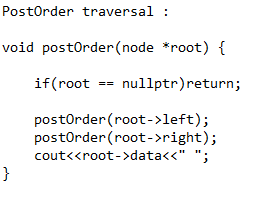 PostOrder traversal :
void postOrder(node *root) {
if(root == nullptr)return;
postOrder(root->left);
postOrder(root->right);
cout<<root->data<<" ";
}